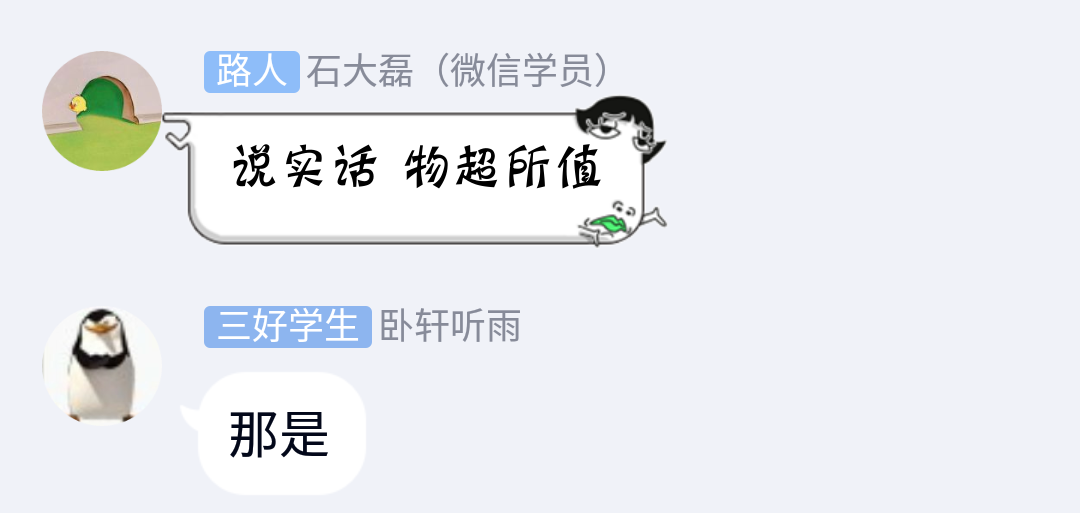 路人 石大磊（微信学员）
说实话 物超所值
三好学生 卧轩听雨
那是